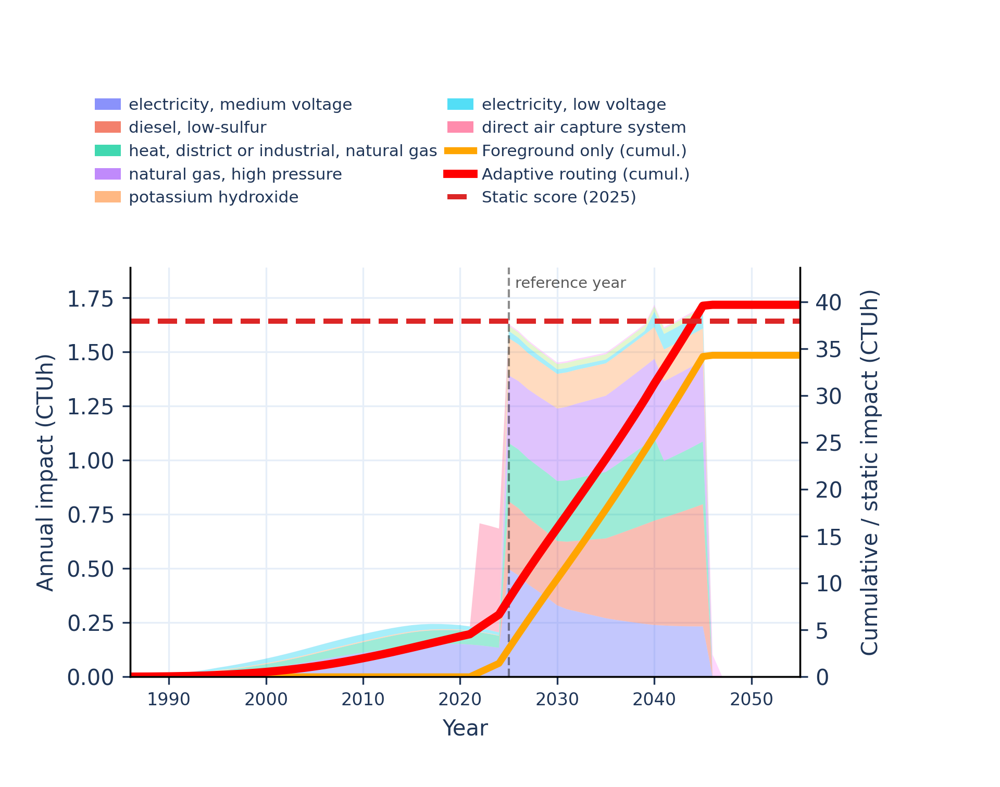 electricity, medium voltage
diesel, low-sulfur
heat, district or industrial, natural gas
natural gas, high pressure
potassium hydroxide
electricity, low voltage
direct air capture system
Foreground only (cumul.)
Adaptive routing (cumul.)
Static score (2025)
reference year
Annual impact (CTUh)
1.75
1.50
1.25
1.00
0.75
0.50
0.25
0.00
40
35
30
25
20
15
10
5
0
Cumulative / static impact (CTUh)
1990 2000 2010 2020 2030 2040 2050
Year